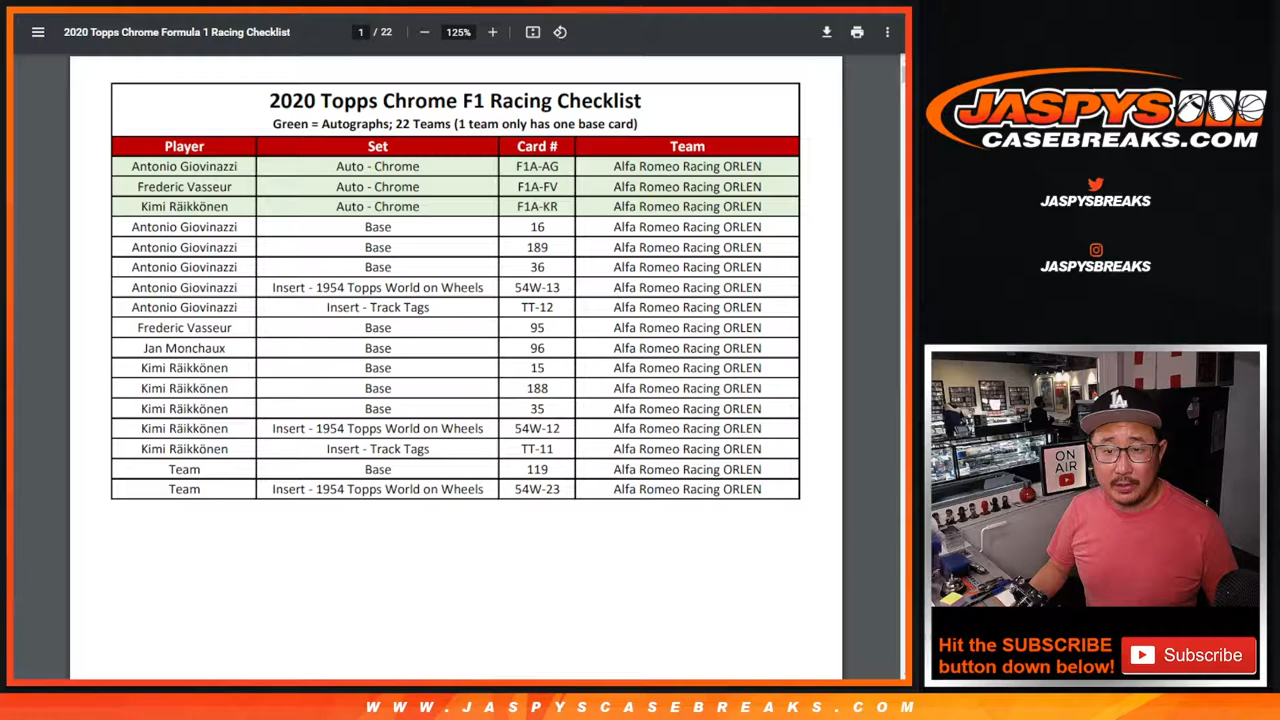 2020 Topps Chrome Formula 1 Racing Checklist
1 / 22
125%
2020 Topps Chrome F1 Racing Checklist
Green = Autographs; 22 Teams (1 team only has one base card)
Player Set Card # Team
Antonio Giovinazzi Auto - Chrome F1A-AG Alfa Romeo Racing ORLEN
Frederic Vasseur Auto - Chrome F1A-FV Alfa Romeo Racing ORLEN
Kimi Räikkönen Auto - Chrome F1A-KR Alfa Romeo Racing ORLEN
Antonio Giovinazzi Base 16 Alfa Romeo Racing ORLEN
Antonio Giovinazzi Base 189 Alfa Romeo Racing ORLEN
Antonio Giovinazzi Base 36 Alfa Romeo Racing ORLEN
Antonio Giovinazzi Insert - 1954 Topps World on Wheels 54W-13 Alfa Romeo Racing ORLEN
Antonio Giovinazzi Insert - Track Tags TT-12 Alfa Romeo Racing ORLEN
Frederic Vasseur Base 95 Alfa Romeo Racing ORLEN
Jan Monchaux Base 96 Alfa Romeo Racing ORLEN
Kimi Räikkönen Base 15 Alfa Romeo Racing ORLEN
Kimi Räikkönen Base 188 Alfa Romeo Racing ORLEN
Kimi Räikkönen Base 35 Alfa Romeo Racing ORLEN
Kimi Räikkönen Insert - 1954 Topps World on Wheels 54W-12 Alfa Romeo Racing ORLEN
Kimi Räikkönen Insert - Track Tags TT-11 Alfa Romeo Racing ORLEN
Team Base 119 Alfa Romeo Racing ORLEN
Team Insert - 1954 Topps World on Wheels 54W-23 Alfa Romeo Racing ORLEN
JASPYS
CASEBREAKS.COM
JASPYSBREAKS
JASPYSBREAKS
LA
ON
AIR
Hit the SUBSCRIBE
button down below!
Subscribe
WWW.JASPYSCASEBREAKS.COM